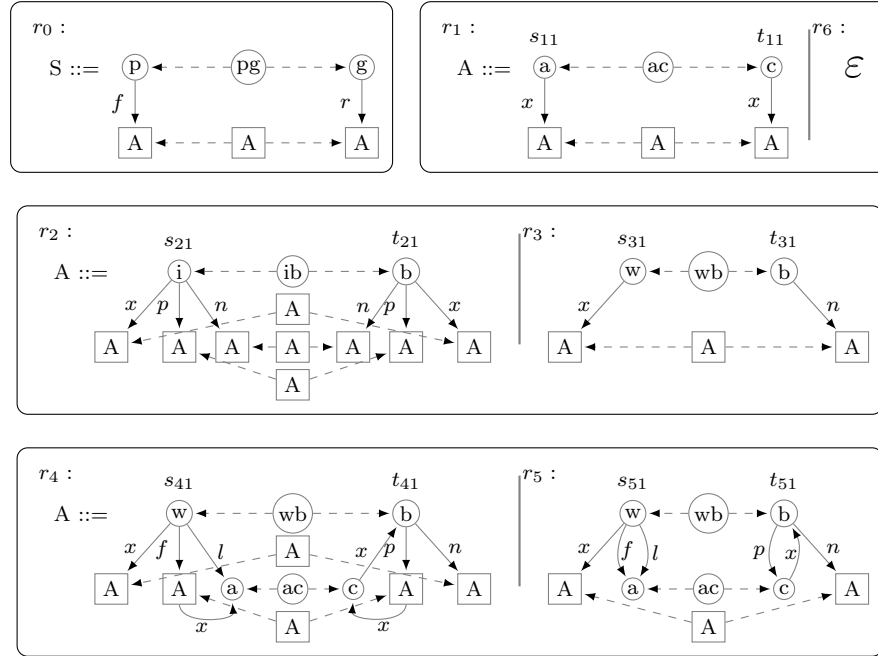 r0 :
S ::= p pg g
f r
A A A
r1 : s11 t11 r6 :
A ::= a ac c ε
x x
A A A
r2 : s21 t21 r3 : s31 t31
A ::= i ib b w wb b
x p n A n p x x n
A A A A A A A A A A
A
r4 : s41 t41 r5 : s51 t51
A ::= w wb b w wb b
x f l A x p n x f l p x n
A A a ac c A A A a ac c A
x A x A